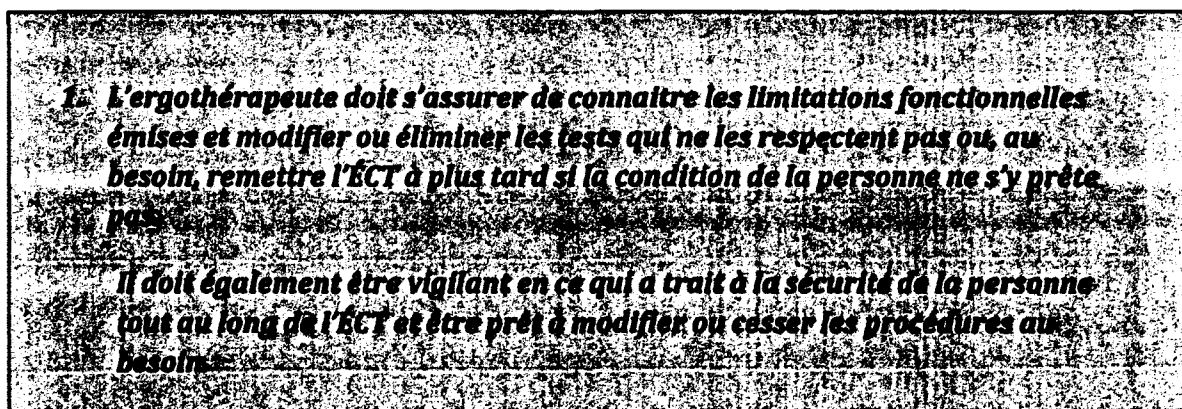 1. L'ergothérapeute doit s'assurer de connaitre les limitations fonctionnelles
émises et modifier ou éliminer les tests qui ne les respectent pas ou, au
besoin, remettre l'ÉCT à plus tard si la condition de la personne ne s'y prête
pas.
Il doit également être vigilant en ce qui a trait à la sécurité de la personne
tout au long de l'ÉCT et être prêt à modifier ou cesser les procédures au
besoin.